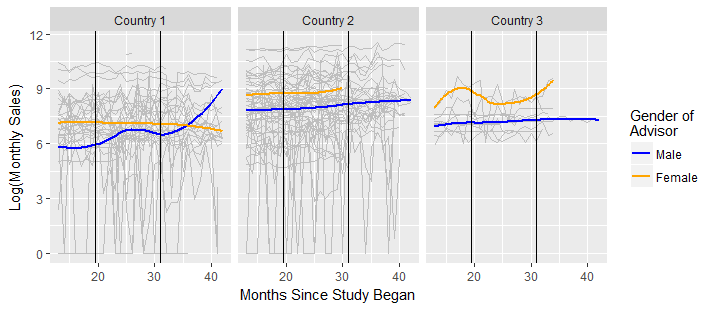 Country 1 Country 2 Country 3
12
9
6
3
0
Log(Monthly Sales)
20 30 40 20 30 40 20 30 40
Months Since Study Began
Gender of
Advisor
Male
Female